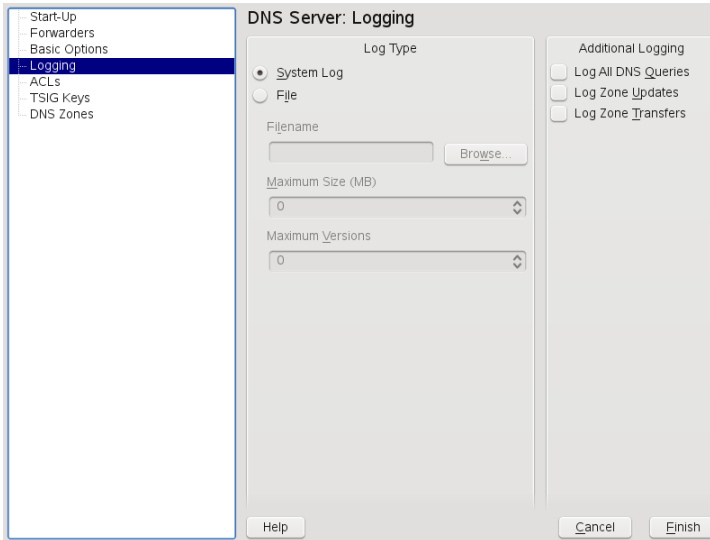 Start-Up
Forwarders
Basic Options
Logging
ACLs
TSIG Keys
DNS Zones
DNS Server: Logging
Log Type
System Log
File
Filename
Browse...
Maximum Size (MB)
0
Maximum Versions
0
Additional Logging
Log All DNS Queries
Log Zone Updates
Log Zone Transfers
Help
Cancel
Finish